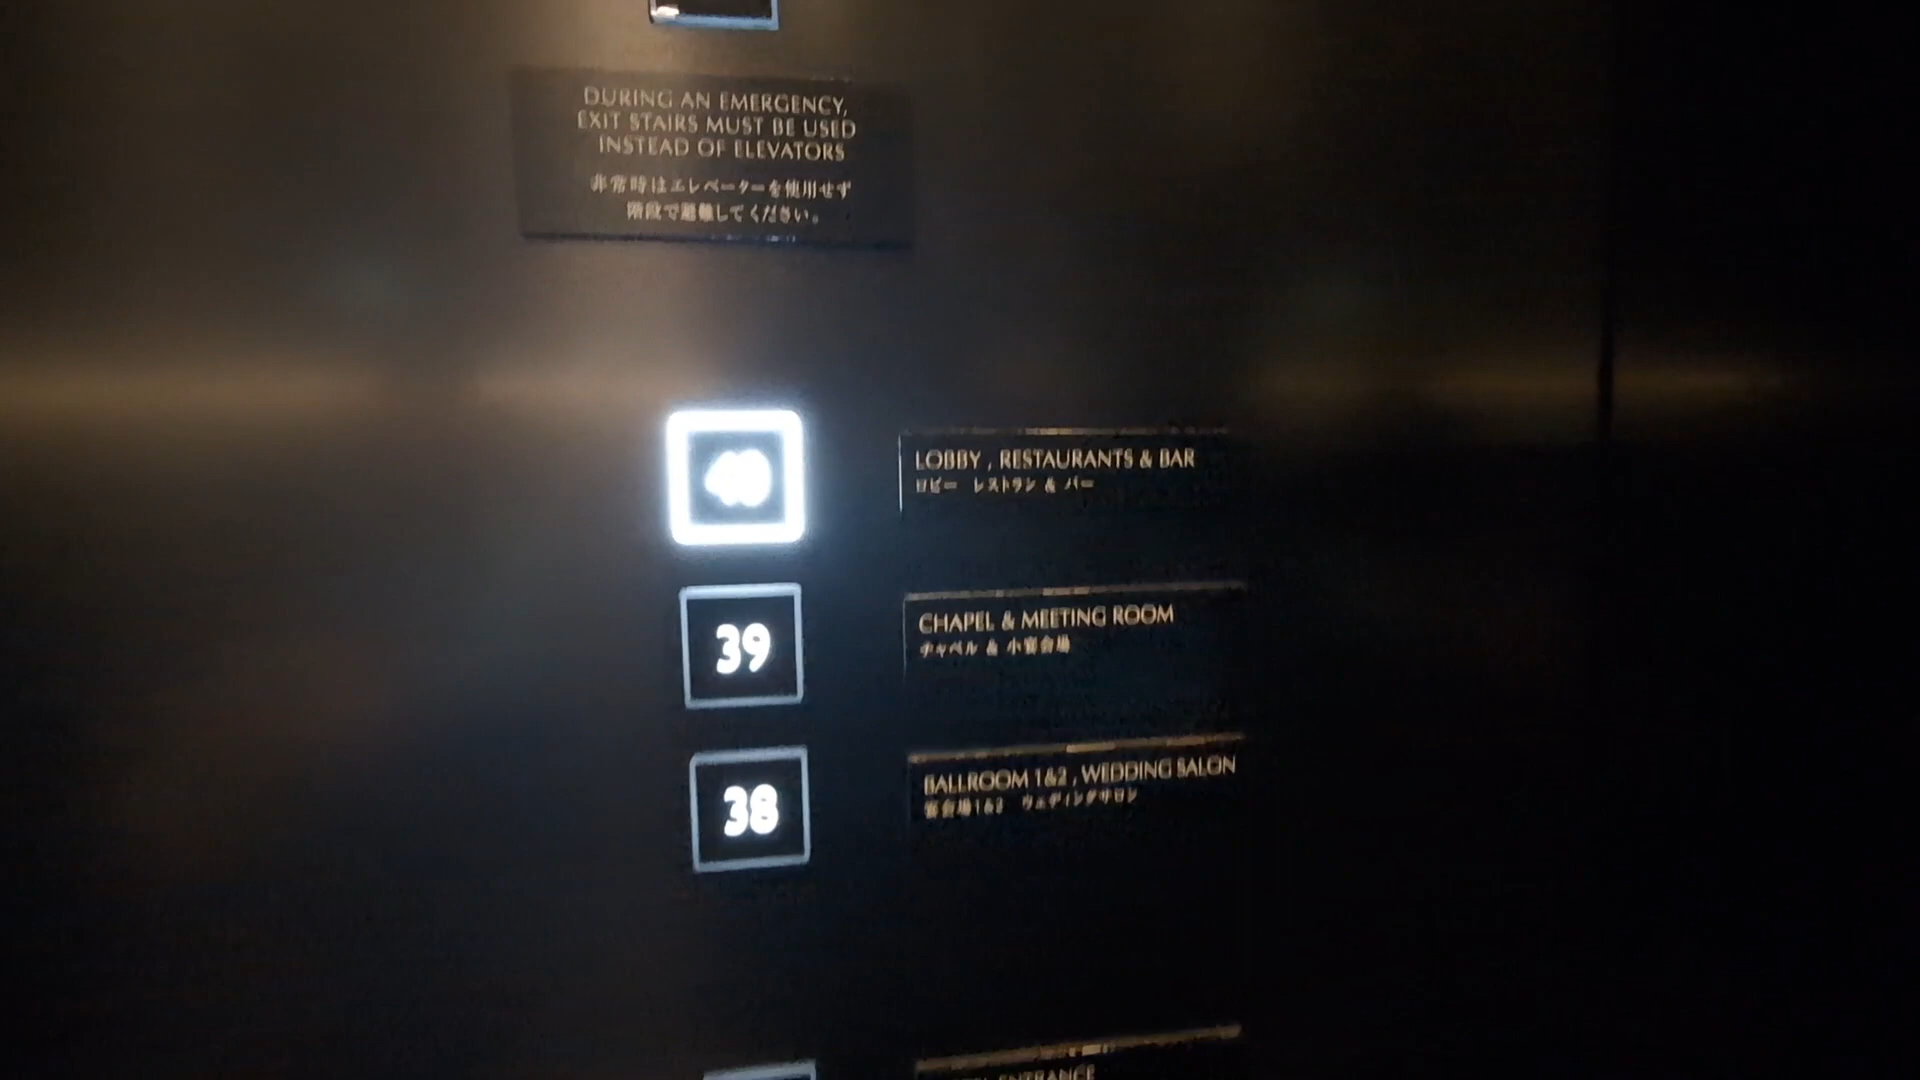 DURING AN EMERGENCY,
EXIT STAIRS MUST BE USED
INSTEAD OF ELEVATORS
非常時はエレベーターを使用せず
階段で避難してください。
40
LOBBY , RESTAURANTS & BAR
ロビー レストラン & バー
39
CHAPEL & MEETING ROOM
チャペル & 小宴会場
38
BALLROOM 1&2 , WEDDING SALON
宴会場1&2 ウェディングサロン
ENTRANCE